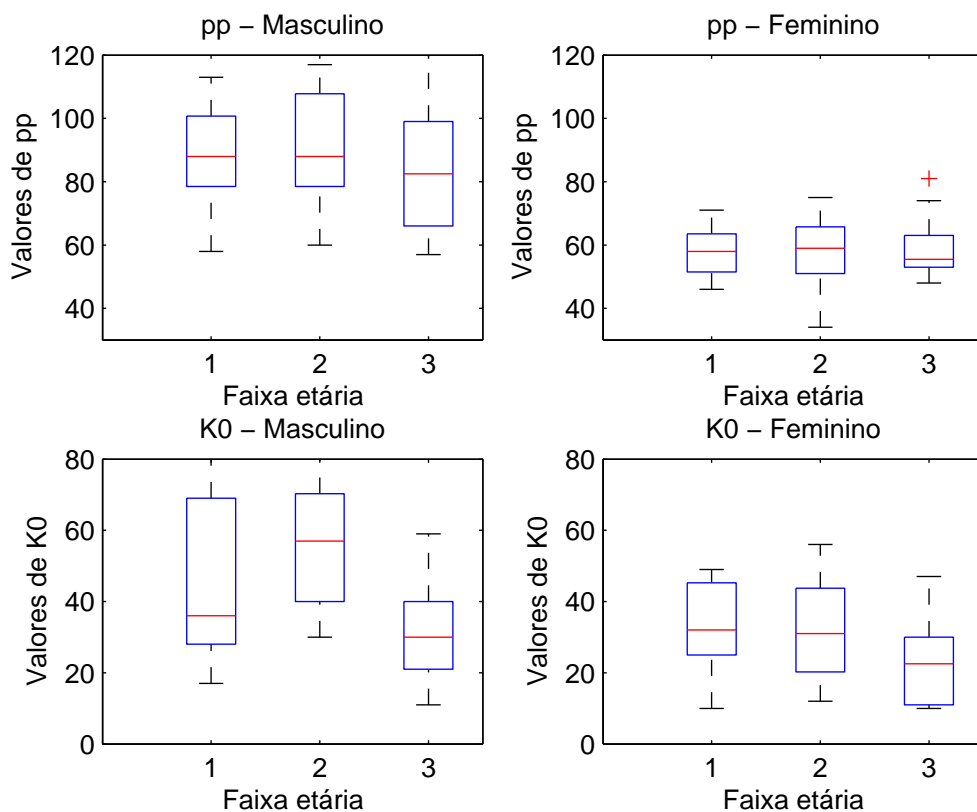 pp – Masculino
Valores de pp
120
100
80
60
40
1 2 3
Faixa etária
pp – Feminino
Valores de pp
120
100
80
60
40
1 2 3
Faixa etária
K0 – Masculino
Valores de K0
80
60
40
20
0
1 2 3
Faixa etária
K0 – Feminino
Valores de K0
80
60
40
20
0
1 2 3
Faixa etária